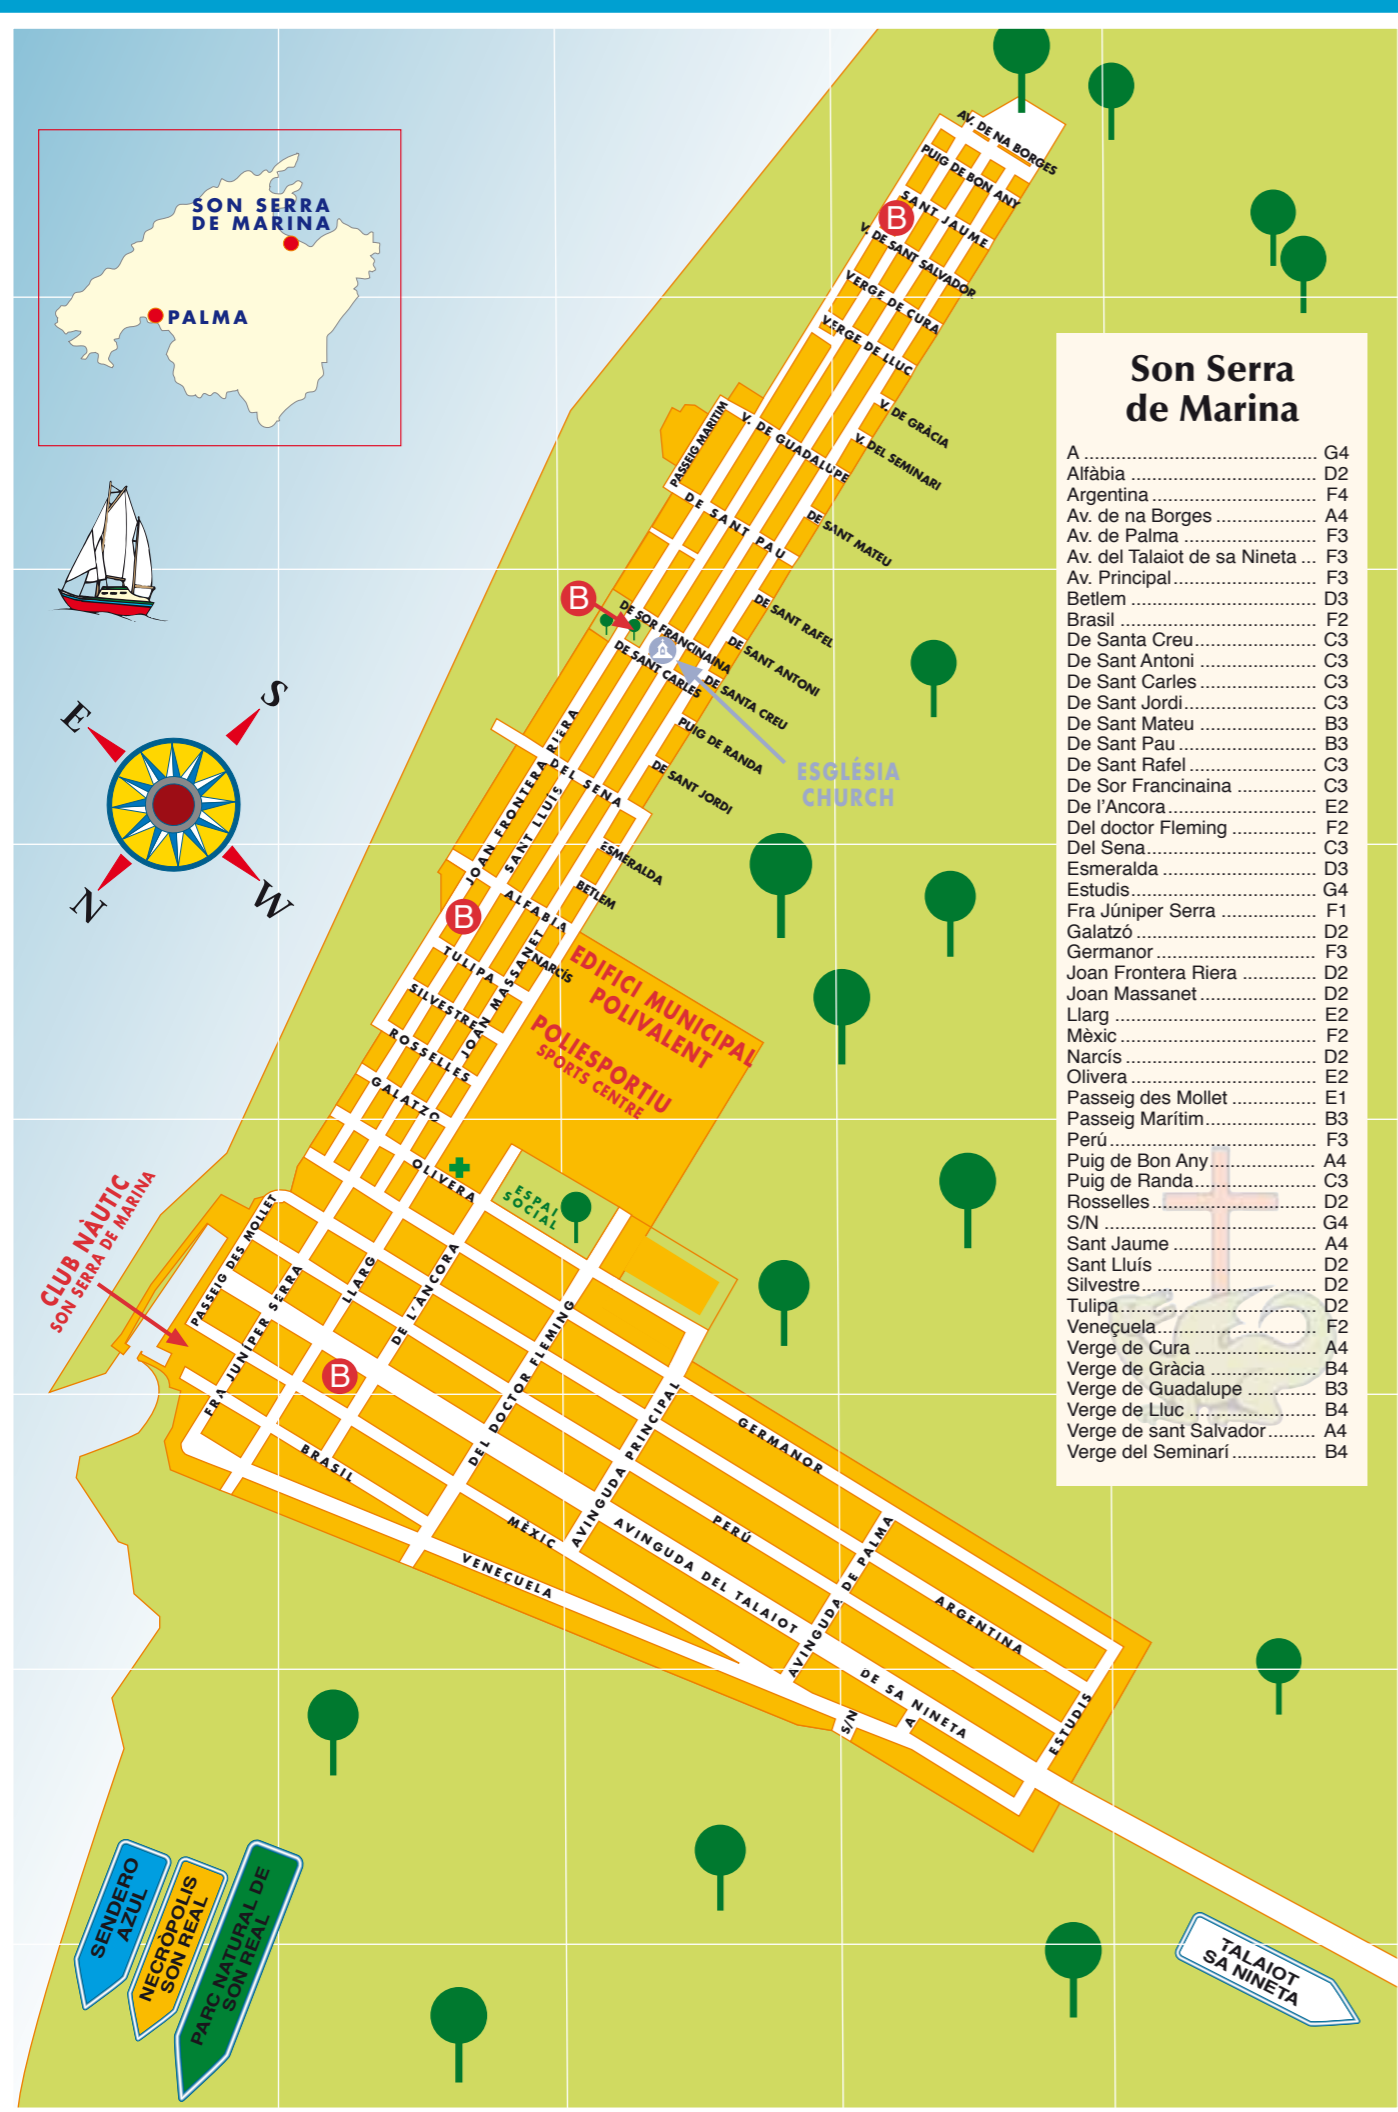 SON SERRA
DE MARINA
PALMA
E
S
N
W
AV. DE NA BORGES
PUIG DE BON ANY
SANT JAUME
B
V. DE SANT SALVADOR
VERGE DE CURA
VERGE DE LLUC
V. DE GRÀCIA
V. DEL SEMINARI
PASSEIG MARITIM
V. DE GUADALUPE
DE SANT PAU
DE SANT MATEU
B
DE SOR FRANCINAINA
DE SANT CARLES
DE SANT RAFEL
DE SANT ANTONI
DE SANTA CREU
PUIG DE RANDA
DE SANT JORDI
ESGLÉSIA
CHURCH
JOAN FRONTERA RIERA
SANT LLUIS
DEL SENA
ESMERALDA
BETLEM
ALFABIA
B
NARCÍS
TULIPA
JOAN MASSANET
SILVESTRE
ROSSELLES
GALATZO
EDIFICI MUNICIPAL
POLIVALENT
POLIESPORTIU
SPORTS CENTRE
OLIVERA
ESPAI
SOCIAL
CLUB NÀUTIC
SON SERRA DE MARINA
PASSEIG DES MOLLET
FRA JUNIPER SERRA
LLARG
DE L'ÀNCORA
DEL DOCTOR FLEMING
B
BRASIL
AVINGUDA PRINCIPAL
GERMANOR
MÈXIC
VENEÇUELA
PERÚ
AVINGUDA DEL TALAIOT
DE SA NINETA
AVINGUDA DE PALMA
ARGENTINA
S/N
A
ESTUDIS
Son Serra
de Marina
A ........ G4
Alfàbia ........ D2
Argentina ........ F4
Av. de na Borges ........ A4
Av. de Palma ........ F3
Av. del Talaiot de sa Nineta ... F3
Av. Principal ........ F3
Betlem ........ D3
Brasil ........ F2
De Santa Creu ........ C3
De Sant Antoni ........ C3
De Sant Carles ........ C3
De Sant Jordi ........ C3
De Sant Mateu ........ B3
De Sant Pau ........ B3
De Sant Rafel ........ C3
De Sor Francinaina ........ C3
De l'Ancora ........ E2
Del doctor Fleming ........ F2
Del Sena ........ C3
Esmeralda ........ D3
Estudis ........ G4
Fra Júniper Serra ........ F1
Galatzó ........ D2
Germanor ........ F3
Joan Frontera Riera ........ D2
Joan Massanet ........ D2
Llarg ........ E2
Mèxic ........ F2
Narcís ........ D2
Olivera ........ E2
Passeig des Mollet ........ E1
Passeig Marítim ........ B3
Perú ........ F3
Puig de Bon Any ........ A4
Puig de Randa ........ C3
Rosselles ........ D2
S/N ........ G4
Sant Jaume ........ A4
Sant Lluís ........ D2
Silvestre ........ D2
Tulipa ........ D2
Veneçuela ........ F2
Verge de Cura ........ A4
Verge de Gràcia ........ B4
Verge de Guadalupe ........ B3
Verge de Lluc ........ B4
Verge de sant Salvador ........ A4
Verge del Seminarí ........ B4
SENDERO
AZUL
NECRÒPOLIS
SON REAL
PARC NATURAL DE
SON REAL
TALAIOT
SA NINETA